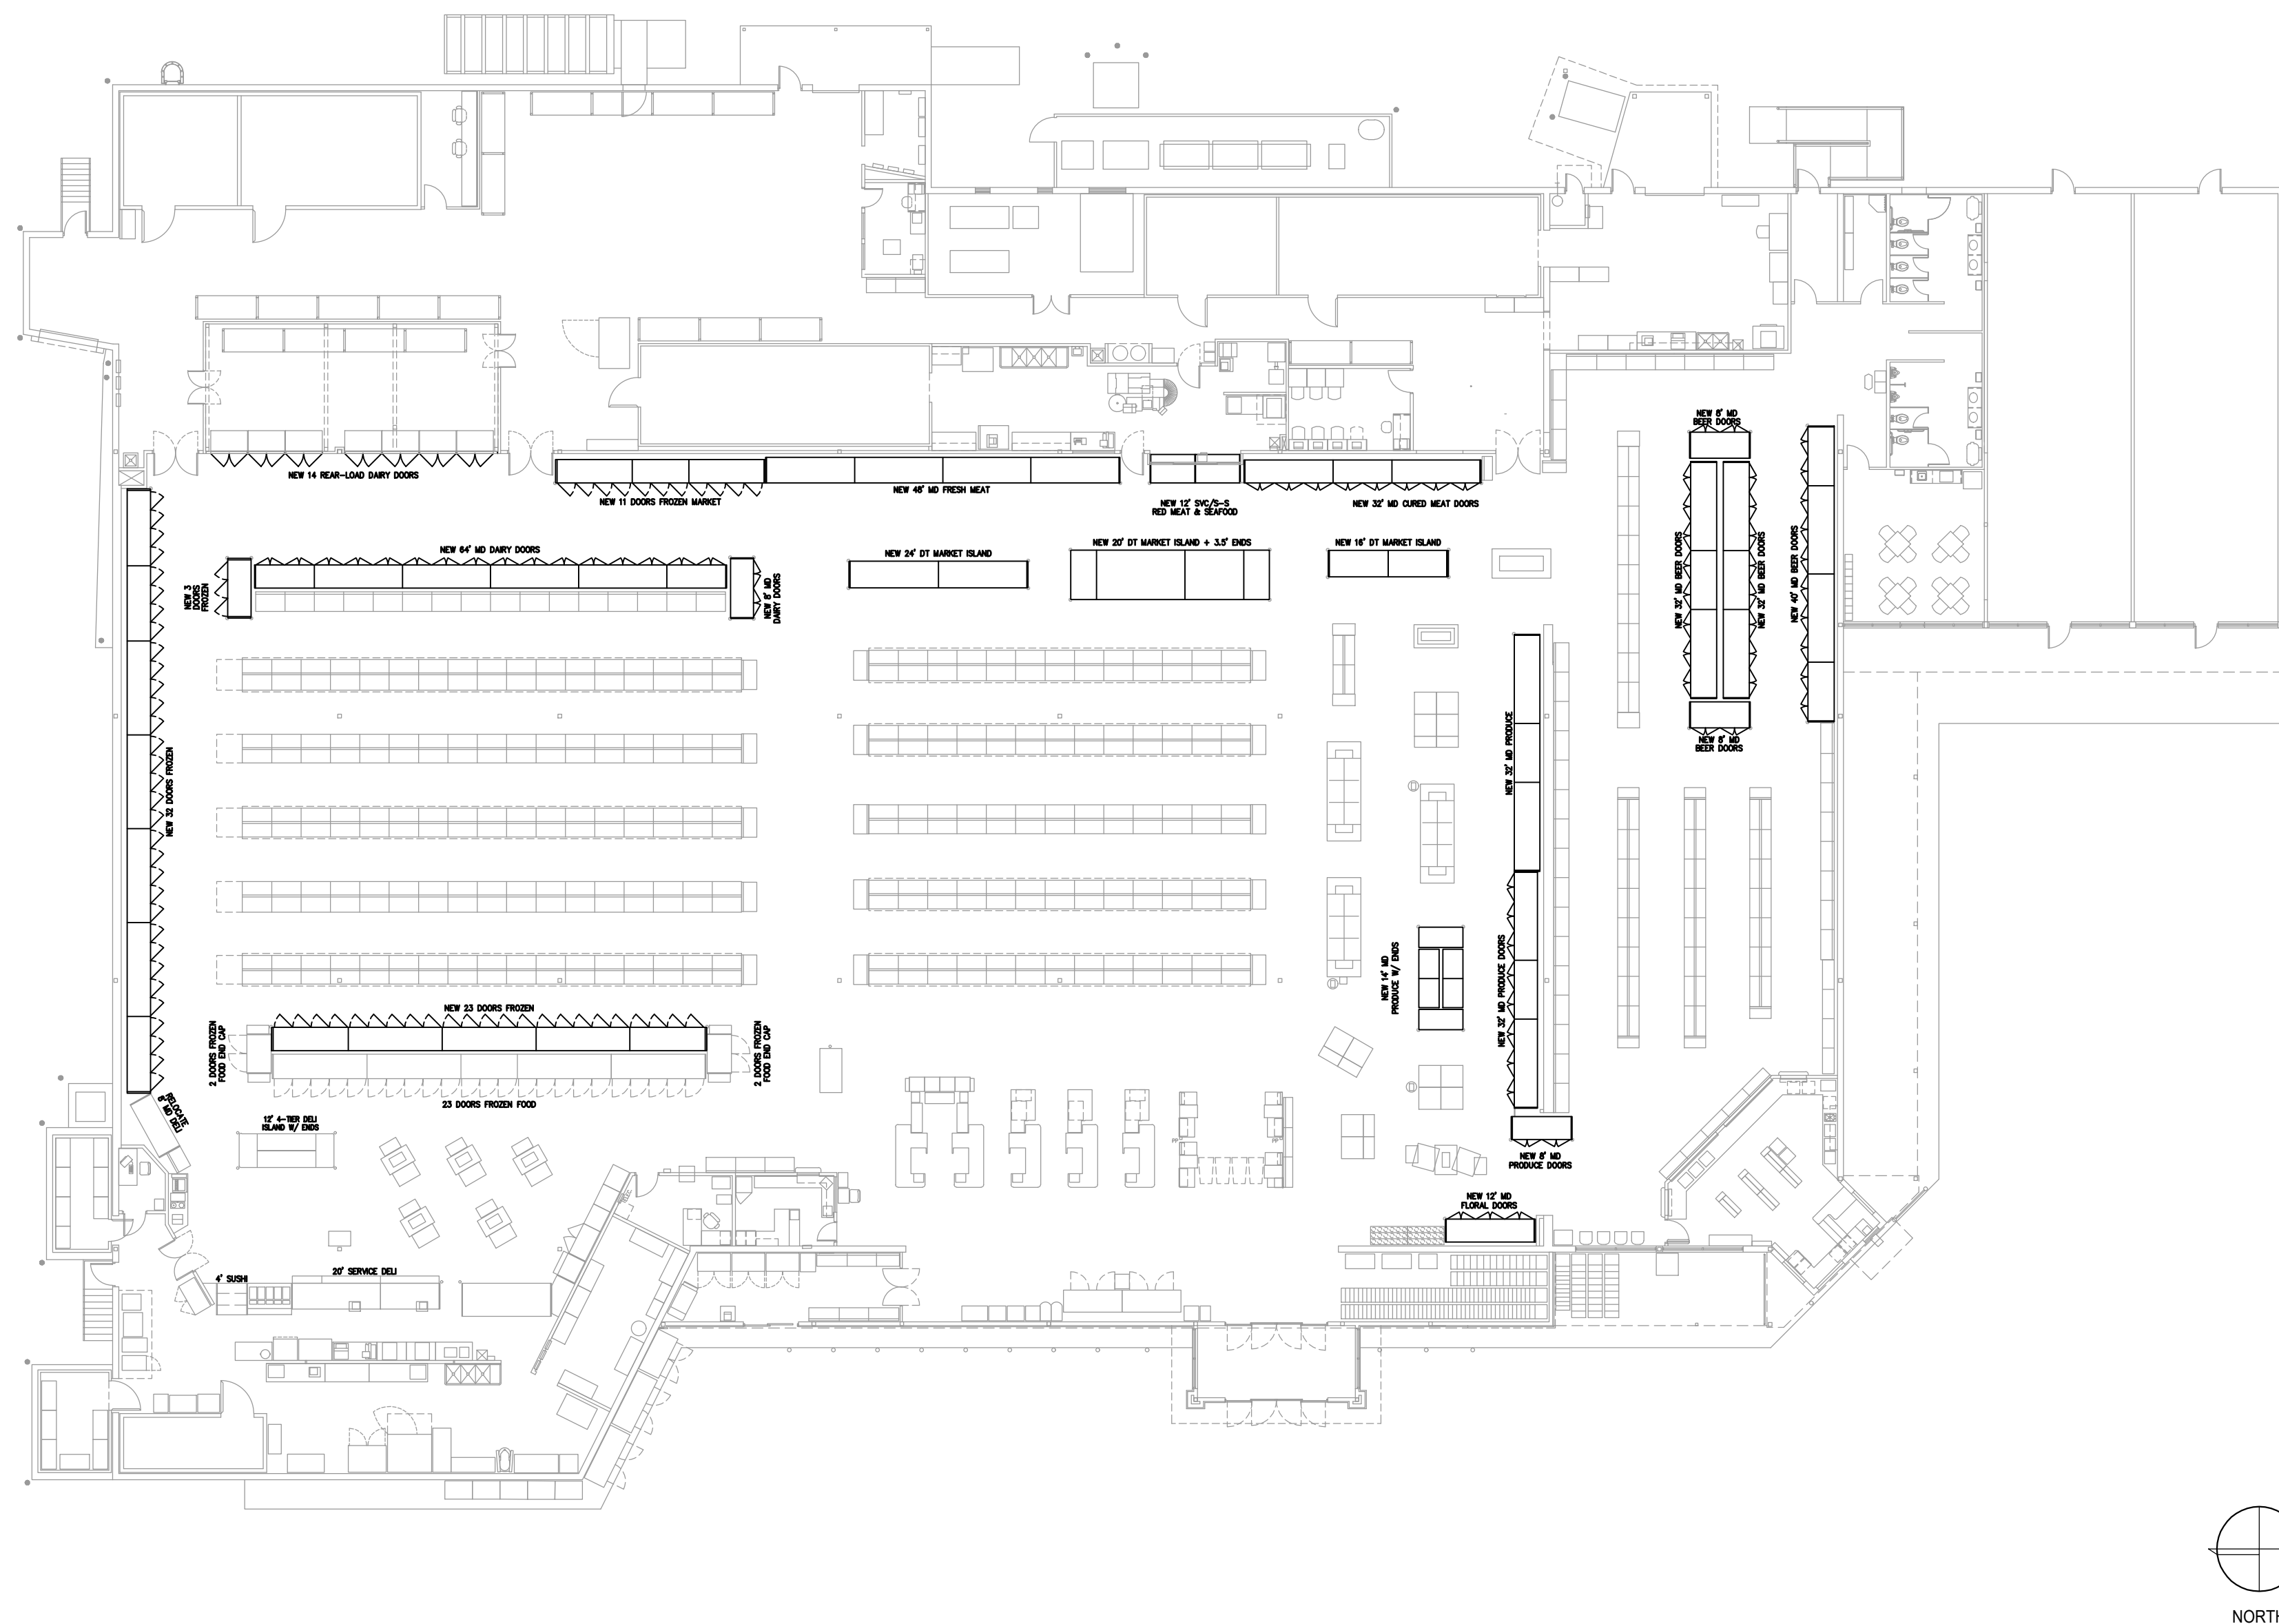 NEW 8' MD
BEER DOORS
NEW 14 REAR-LOAD DAIRY DOORS
NEW 11 DOORS FROZEN MARKET
NEW 48' MD FRESH MEAT
NEW 12' SVC/S-S
RED MEAT & SEAFOOD
NEW 32' MD CURED MEAT DOORS
NEW 64' MD DAIRY DOORS
NEW 24' DT MARKET ISLAND
NEW 20' DT MARKET ISLAND + 3.5' ENDS
NEW 16' DT MARKET ISLAND
NEW 3
DOORS
FROZEN
NEW 8' MD
DAIRY DOORS
NEW 32' MD BEER DOORS
NEW 32' MD BEER DOORS
NEW 40' MD BEER DOORS
NEW 8' MD
BEER DOORS
NEW 32 DOORS FROZEN
NEW 32' MD PRODUCE
NEW 14' MD
PRODUCE W/ ENDS
NEW 32' MD PRODUCE DOORS
NEW 23 DOORS FROZEN
2 DOORS FROZEN
FOOD END CAP
2 DOORS FROZEN
FOOD END CAP
23 DOORS FROZEN FOOD
RELOCATE
8' MD DELI
12' 4-TIER DELI
ISLAND W/ ENDS
PP
PP
NEW 8' MD
PRODUCE DOORS
NEW 12' MD
FLORAL DOORS
ELEC.
4' SUSHI
20' SERVICE DELI